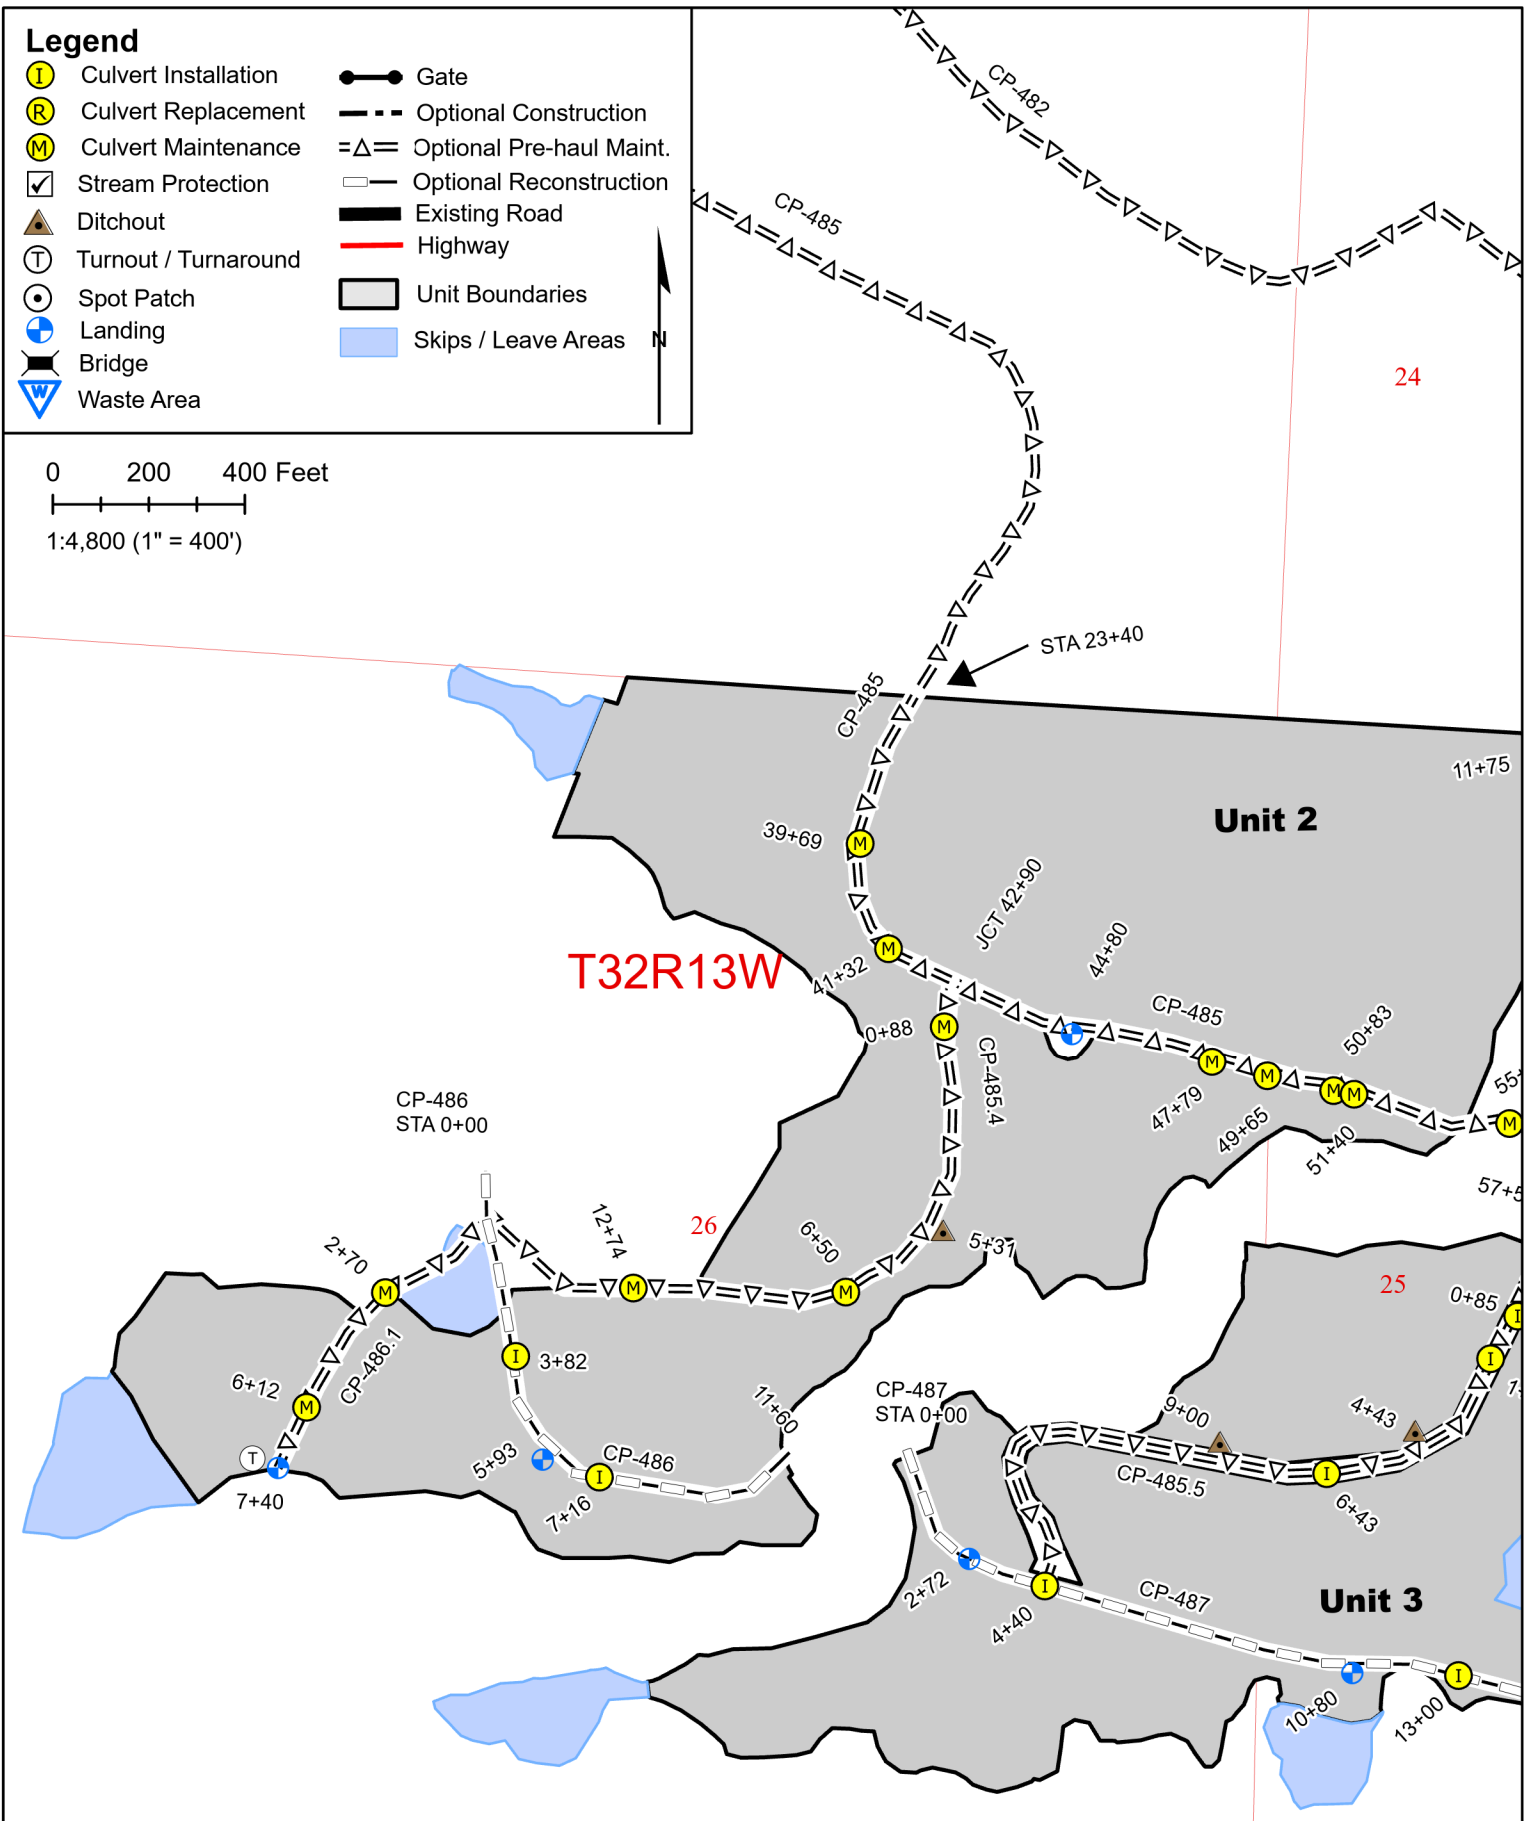 Legend
I Culvert Installation
R Culvert Replacement
M Culvert Maintenance
Stream Protection
Ditchout
T Turnout / Turnaround
Spot Patch
Landing
Bridge
W Waste Area
Gate
Optional Construction
Optional Pre-haul Maint.
Optional Reconstruction
Existing Road
Highway
Unit Boundaries
Skips / Leave Areas
N
0 200 400 Feet
1:4,800 (1" = 400')
CP-482
CP-485
24
STA 23+40
CP-485
11+75
Unit 2
39+69
M
JCT 42+90
44+80
T32R13W
41+32
M
CP-485
50+83
0+88
M
CP-485.4
M
M
M
M
55+
M
47+79
49+65
51+40
57+5
CP-486
STA 0+00
26
12+74
6+50
5+31
2+70
M
M
M
25
0+85
I
I
3+82
I
CP-486.1
6+12
M
CP-487
STA 0+00
11+60
9+00
4+43
1
T
5+93
CP-486
I
CP-485.5
I
7+40
7+16
6+43
2+72
I
4+40
CP-487
Unit 3
I
10+80
13+00